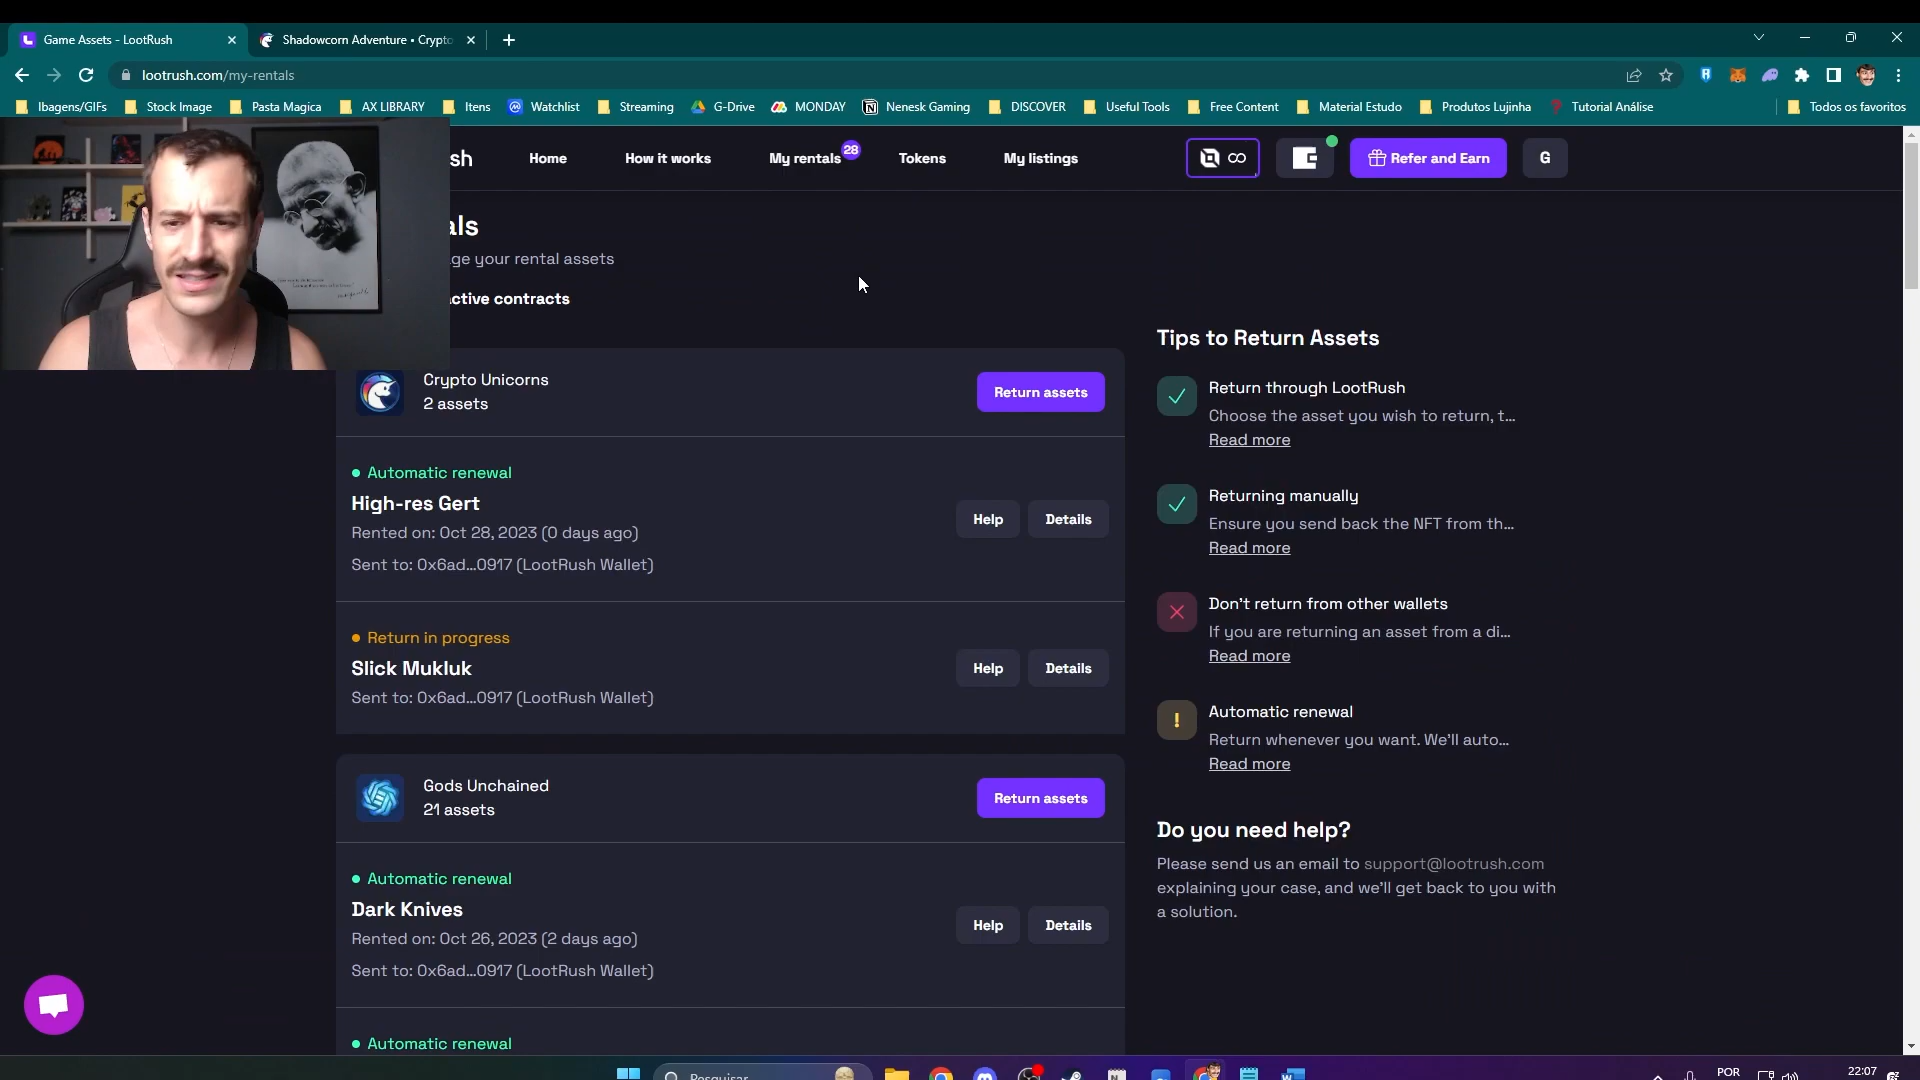 Game Assets - LootRush
Shadowcorn Adventure • Crypto
lootrush.com/my-rentals
Ibagens/GIFs
Stock Image
Pasta Magica
AX LIBRARY
Itens
Watchlist
Streaming
G-Drive
MONDAY
Nenesk Gaming
DISCOVER
Useful Tools
Free Content
Material Estudo
Produtos Lujinha
Tutorial Análise
Todos os favoritos
sh
Home
How it works
My rentals
28
Tokens
My listings
Refer and Earn
G
als
ge your rental assets
active contracts
Crypto Unicorns
2 assets
Return assets
Automatic renewal
High-res Gert
Rented on: Oct 28, 2023 (0 days ago)
Sent to: 0x6ad...0917 (LootRush Wallet)
Help
Details
Return in progress
Slick Mukluk
Sent to: 0x6ad...0917 (LootRush Wallet)
Help
Details
Gods Unchained
21 assets
Return assets
Automatic renewal
Dark Knives
Rented on: Oct 26, 2023 (2 days ago)
Sent to: 0x6ad...0917 (LootRush Wallet)
Help
Details
Automatic renewal
Tips to Return Assets
Return through LootRush
Choose the asset you wish to return, t...
Read more
Returning manually
Ensure you send back the NFT from th...
Read more
Don't return from other wallets
If you are returning an asset from a di...
Read more
Automatic renewal
Return whenever you want. We'll auto...
Read more
Do you need help?
Please send us an email to support@lootrush.com
explaining your case, and we'll get back to you with
a solution.
Pesquisar
POR
22:07